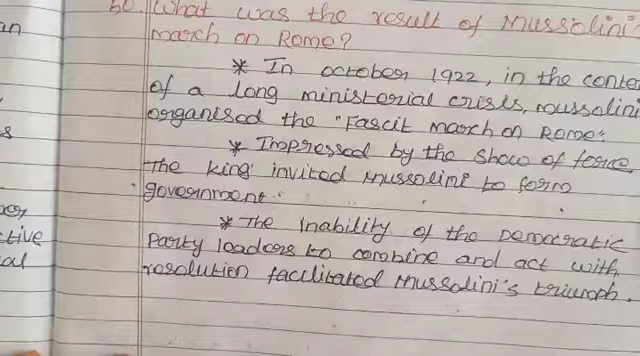 50. What was the result of Mussolini's
march on Rome?
* In october 1922, in the conte
of a long ministerial crisis, mussolini
organised the "Fascit march on Rome".
* Impressed by the show of force,
The king invited Mussolini to form
government.
* The inability of the Democratic
Party leaders to combine and act with
resolution facilitated Mussolini's triumph.
an
s
ctive
al